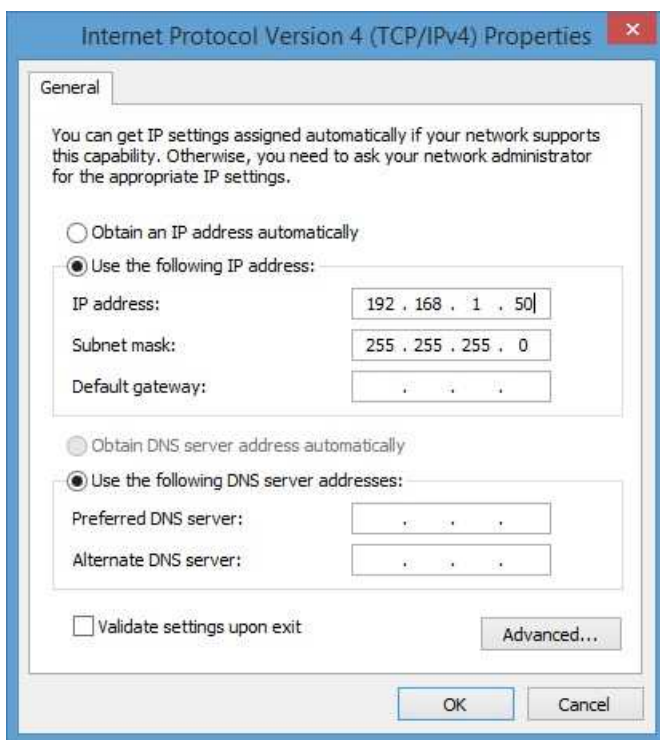 Internet Protocol Version 4 (TCP/IPv4) Properties
General
You can get IP settings assigned automatically if your network supports
this capability. Otherwise, you need to ask your network administrator
for the appropriate IP settings.
Obtain an IP address automatically
Use the following IP address:
IP address: 192 . 168 . 1 . 50
Subnet mask: 255 . 255 . 255 . 0
Default gateway: . . .
Obtain DNS server address automatically
Use the following DNS server addresses:
Preferred DNS server: . . .
Alternate DNS server: . . .
Validate settings upon exit
Advanced...
OK Cancel